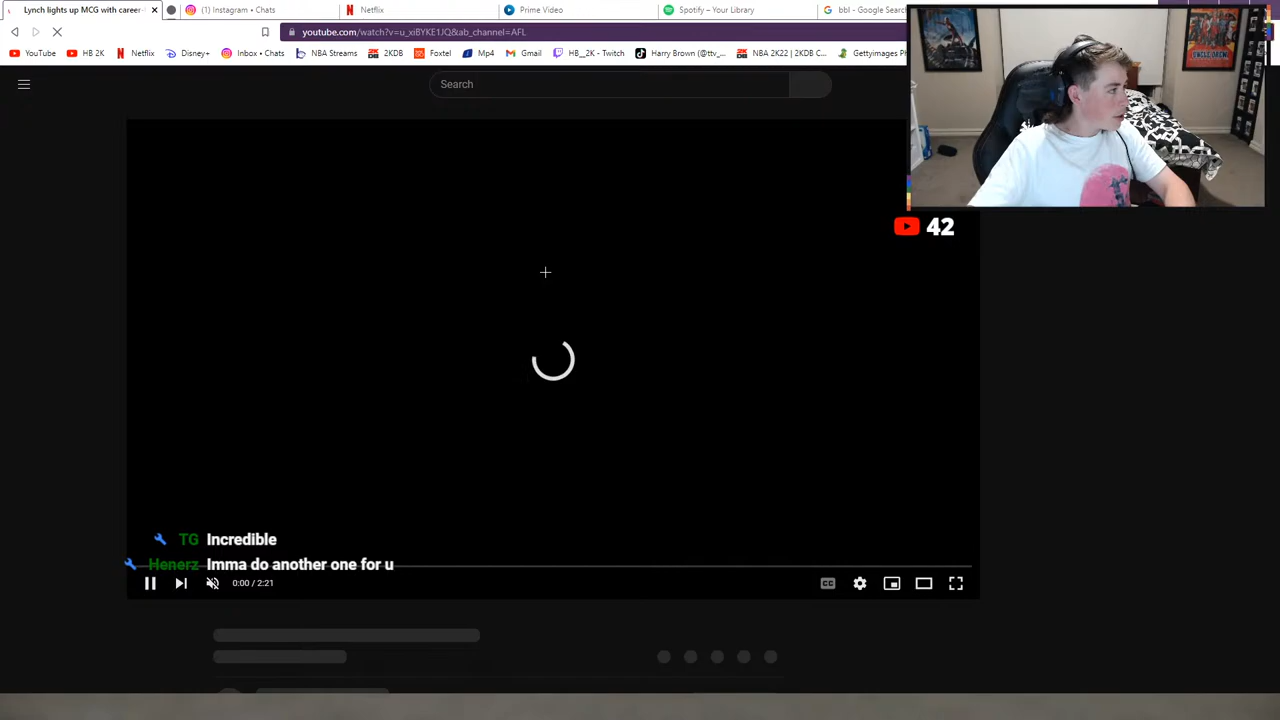 Lynch lights up MCG with career-
(1) Instagram • Chats
Netflix
Prime Video
Spotify – Your Library
bbl - Google Search
youtube.com/watch?v=u_xiBYKE1JQ&ab_channel=AFL
YouTube
HB 2K
Netflix
Disney+
Inbox • Chats
NBA Streams
2KDB
Foxtel
Mp4
Gmail
HB_2K - Twitch
Harry Brown (@ttv_...
NBA 2K22 | 2KDB C...
Gettyimages Ph
Search
42
TG Incredible
Henerz Imma do another one for u
0:00 / 2:21
CC